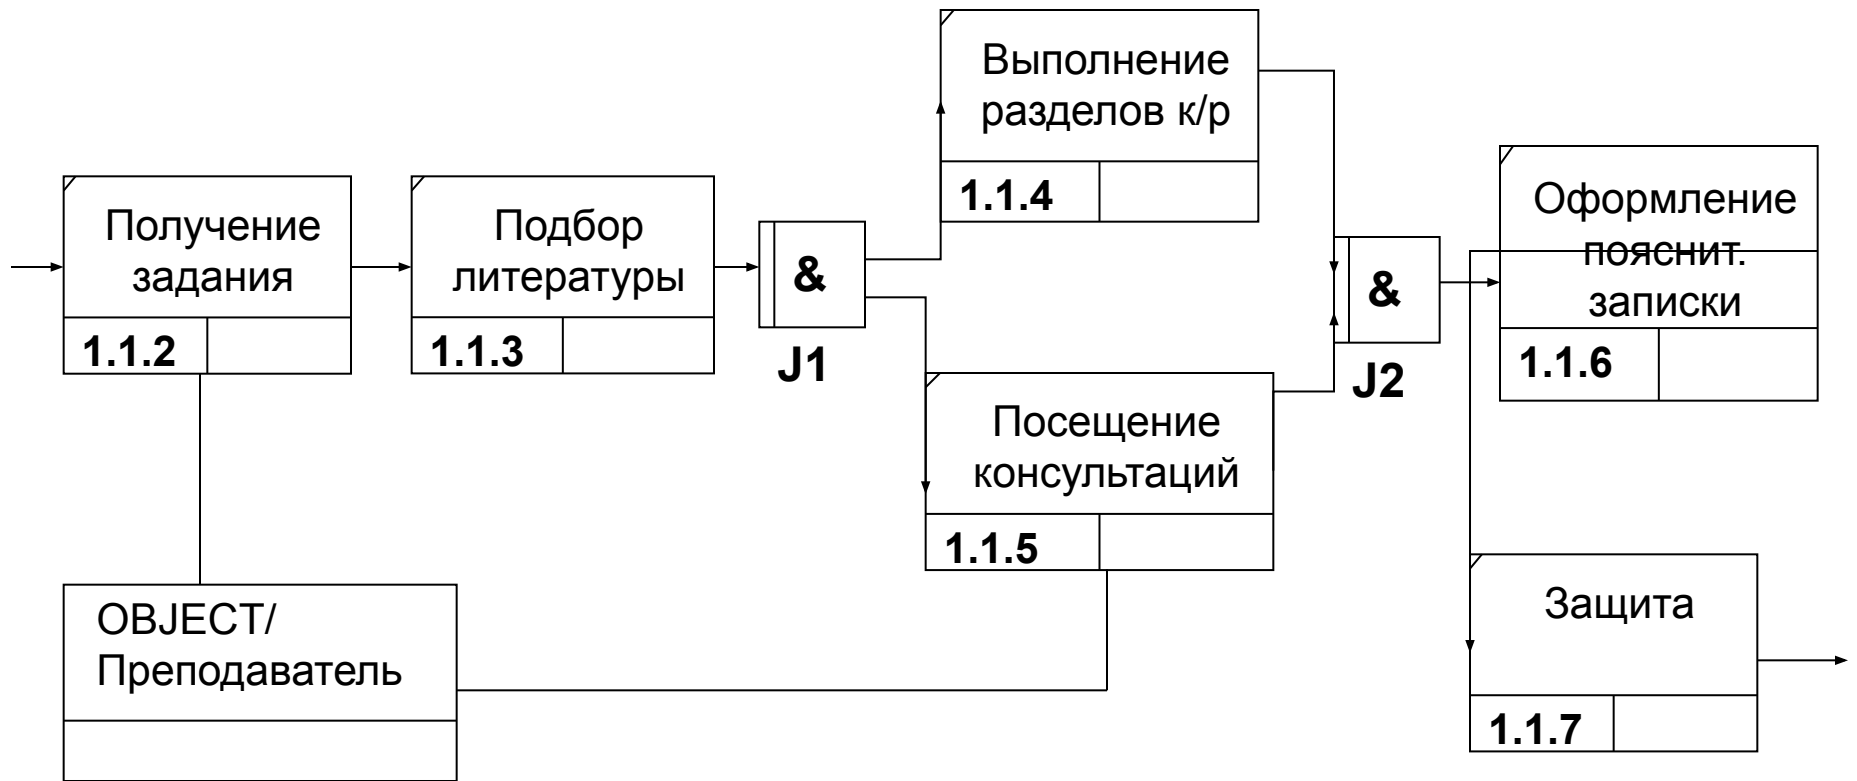 Получение
задания
1.1.2
Подбор
литературы
1.1.3
&
J1
Выполнение
разделов к/р
1.1.4
Посещение
консультаций
1.1.5
&
J2
Оформление
пояснит.
записки
1.1.6
Защита
1.1.7
OBJECT/
Преподаватель